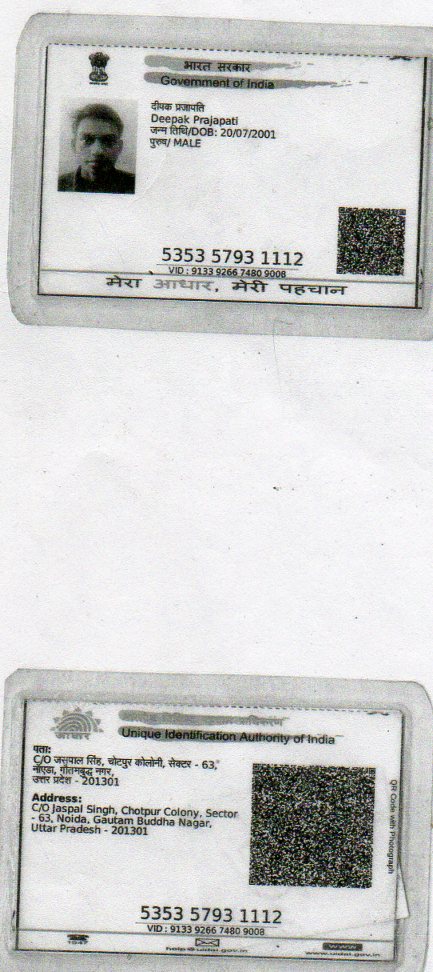 भारत सरकार
Government of India
दीपक प्रजापति
Deepak Prajapati
जन्म तिथि/DOB: 20/07/2001
पुरुष/ MALE
5353 5793 1112
VID : 9133 9266 7480 9008
मेरा आधार, मेरी पहचान
आधार
Unique Identification Authority of India
पता:
C/O जसपाल सिंह, चोटपुर कोलोनी, सेक्टर - 63,
नोएडा, गौतमबुद्ध नगर,
उत्तर प्रदेश - 201301
Address:
C/O Jaspal Singh, Chotpur Colony, Sector
- 63, Noida, Gautam Buddha Nagar,
Uttar Pradesh - 201301
QR Code with Photograph
5353 5793 1112
VID : 9133 9266 7480 9008
1947
help@uidai.gov.in
www
www.uidai.gov.in